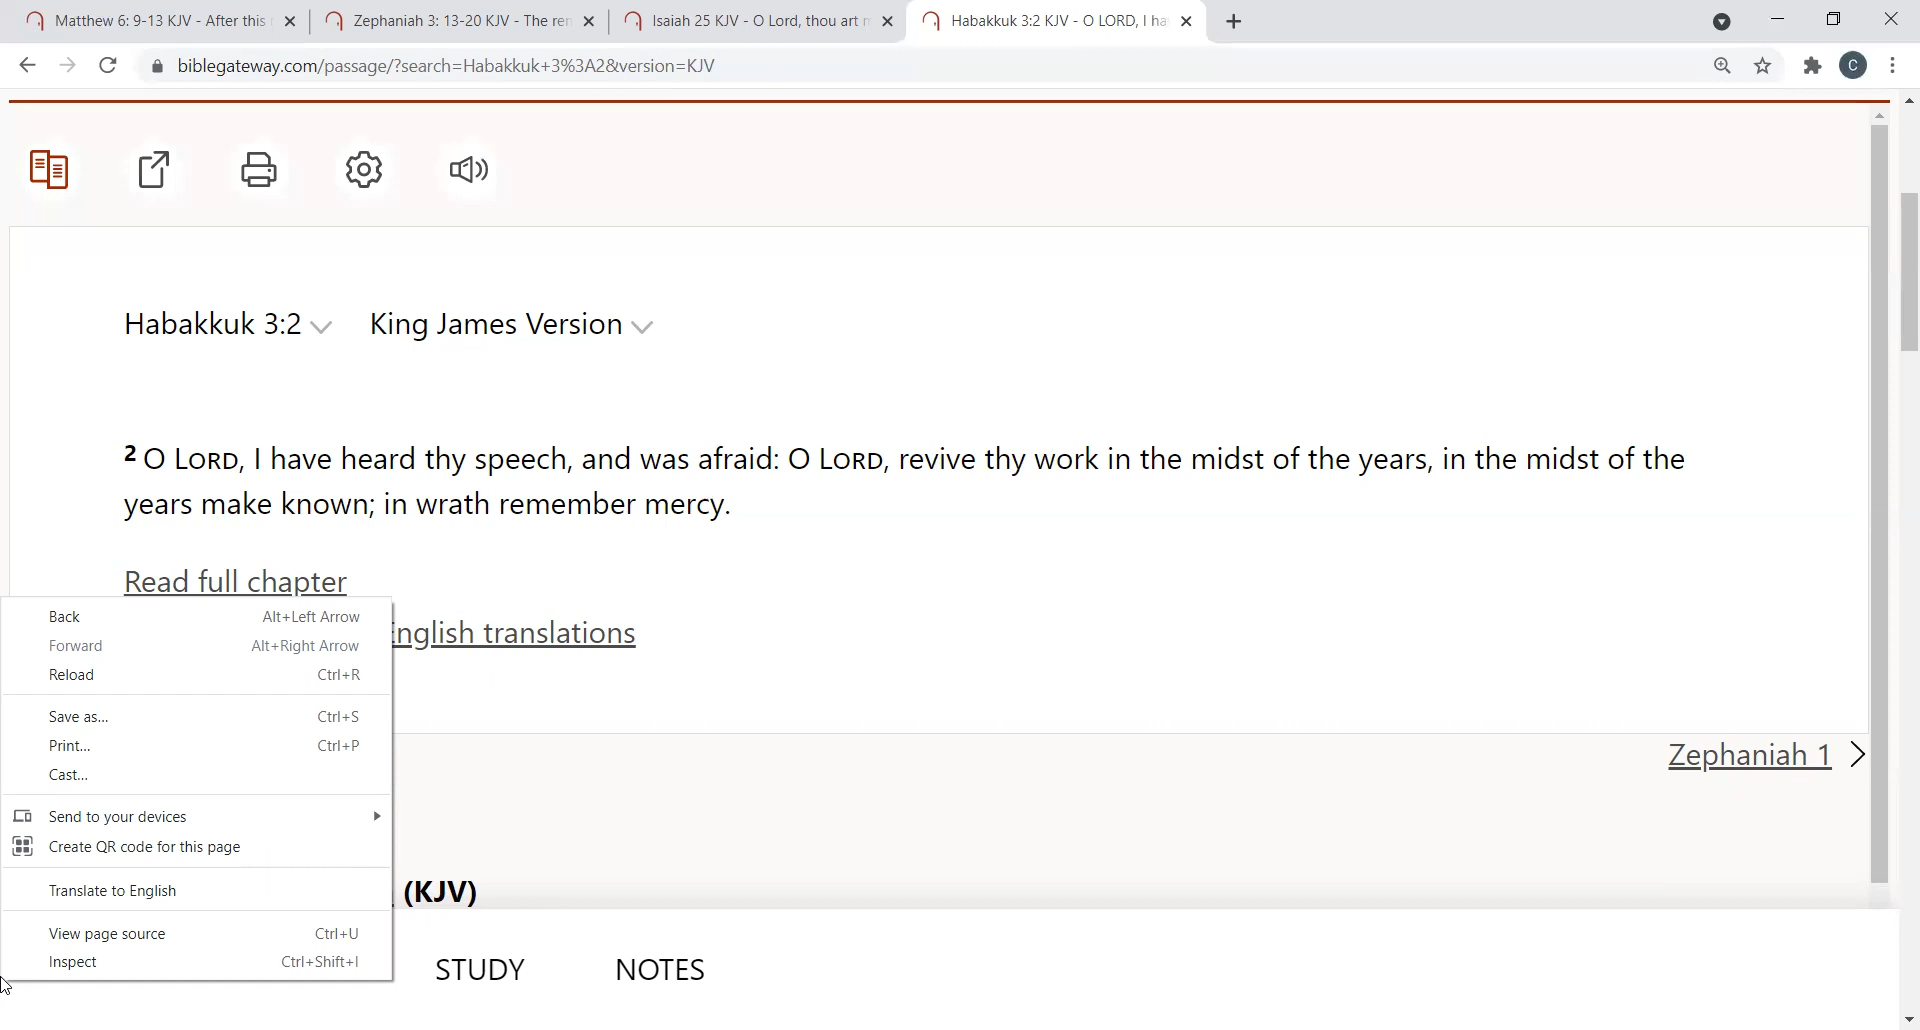 Matthew 6: 9-13 KJV - After this
Zephaniah 3: 13-20 KJV - The
Isaiah 25 KJV - O Lord, thou art
Habakkuk 3:2 KJV - O LORD, I
biblegateway.com/passage/?search=Habakkuk+3%3A2&version=KJV
C
Habakkuk 3:2
King James Version
2 O LORD, I have heard thy speech, and was afraid: O LORD, revive thy work in the midst of the years, in the midst of the
years make known; in wrath remember mercy.
Read full chapter
English translations
Back Alt+Left Arrow
Forward Alt+Right Arrow
Reload Ctrl+R
Save as... Ctrl+S
Print... Ctrl+P
Cast...
Send to your devices
Create QR code for this page
Translate to English
View page source Ctrl+U
Inspect Ctrl+Shift+I
Zephaniah 1
(KJV)
STUDY
NOTES